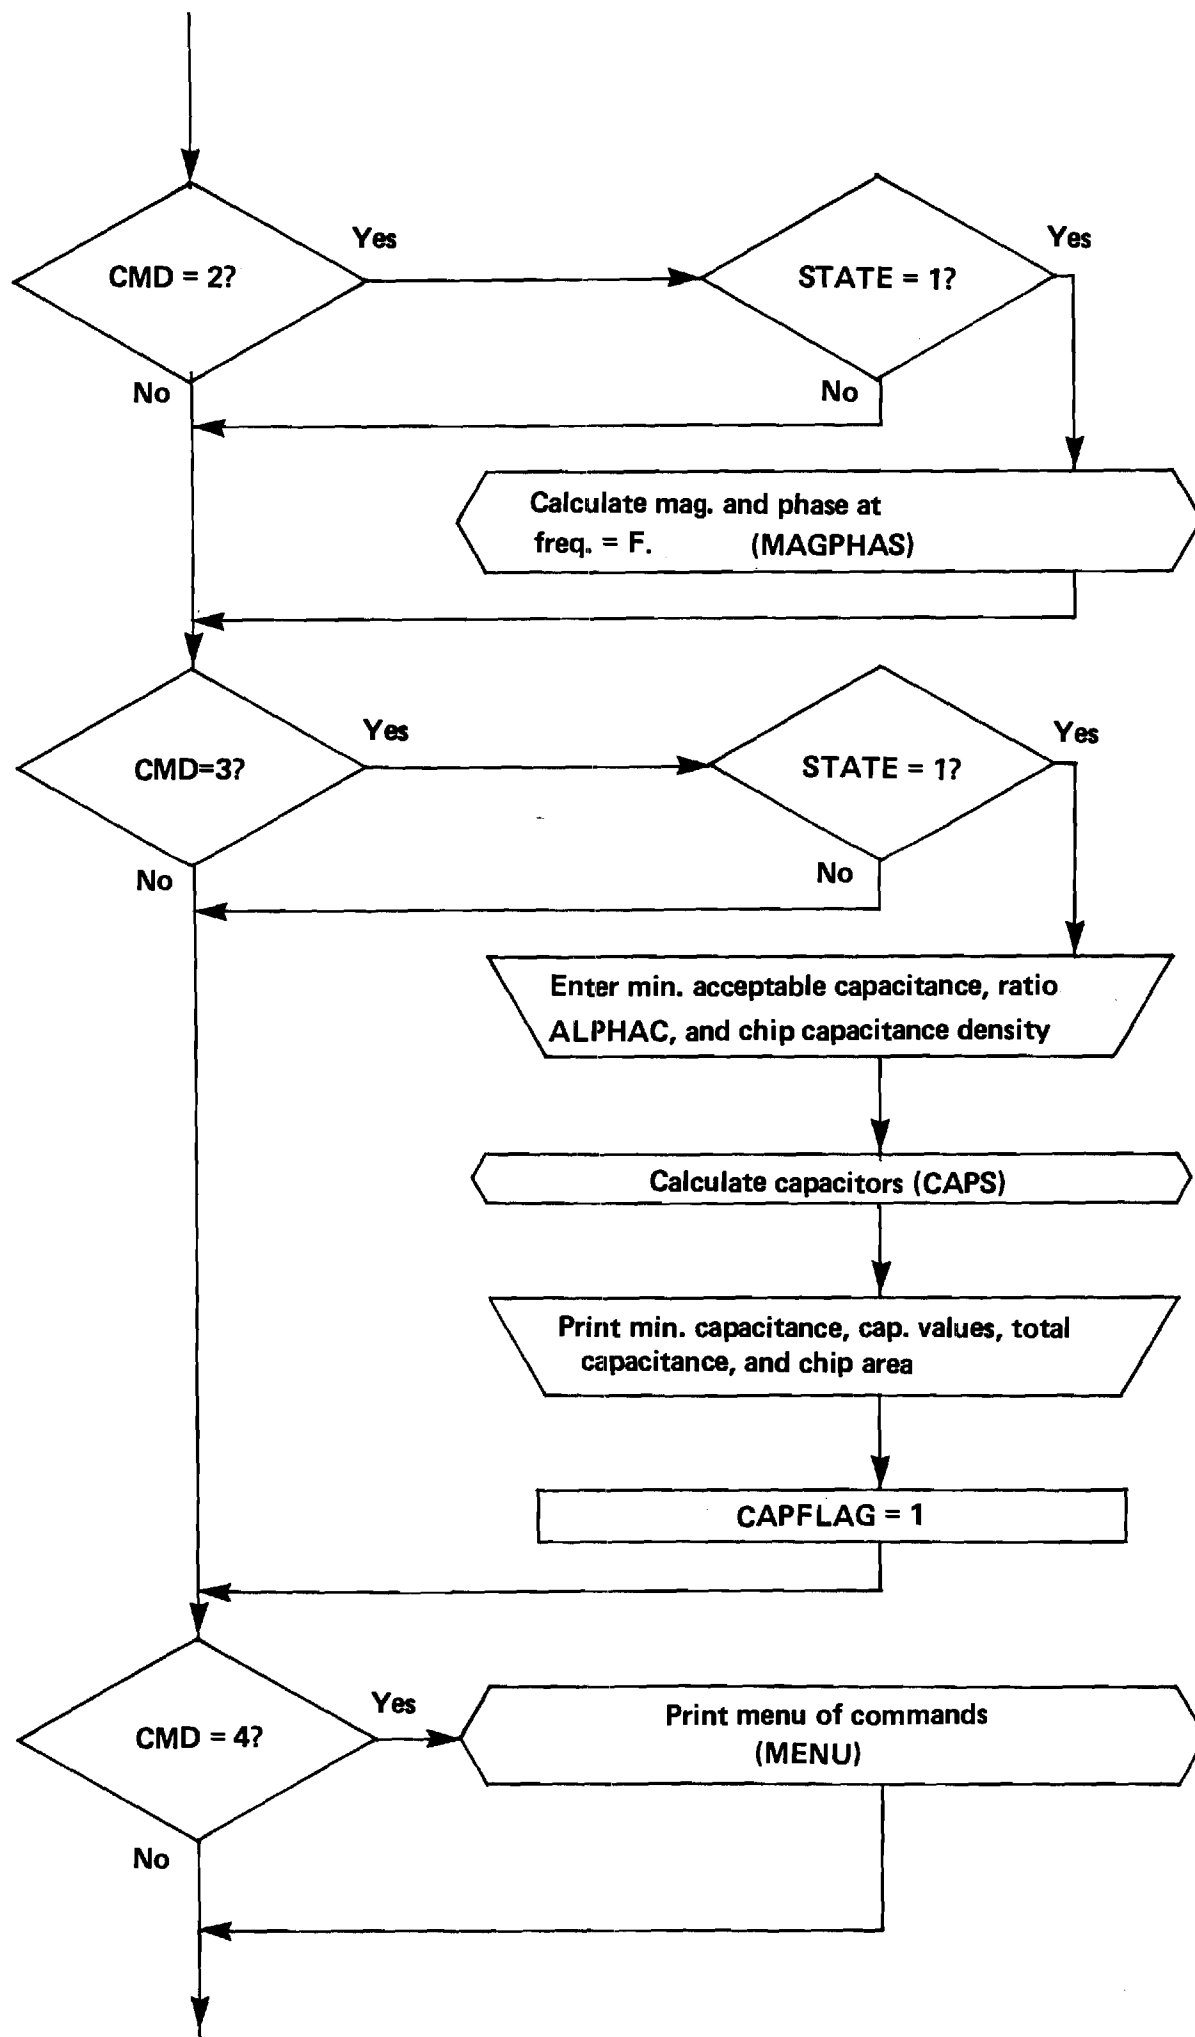 Yes
Yes
CMD = 2?
STATE = 1?
No
No
Calculate mag. and phase at
freq. = F. (MAGPHAS)
Yes
Yes
CMD=3?
STATE = 1?
No
No
Enter min. acceptable capacitance, ratio
ALPHAC, and chip capacitance density
Calculate capacitors (CAPS)
Print min. capacitance, cap. values, total
capacitance, and chip area
CAPFLAG = 1
Yes
CMD = 4?
Print menu of commands
(MENU)
No